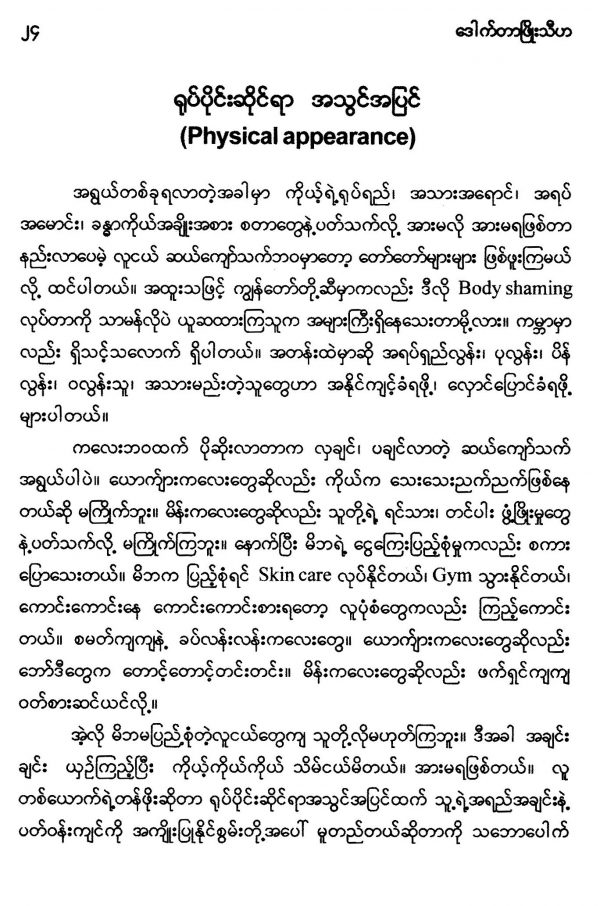 ၂၄
ဒေါက်တာဖြိုးသီဟ
ရုပ်ပိုင်းဆိုင်ရာ အသွင်အပြင်
(Physical appearance)
အရွယ်တစ်ခုရလာတဲ့အခါမှာ ကိုယ့်ရဲ့ရုပ်ရည်၊ အသားအရောင်၊ အရပ်
အမောင်း၊ ခန္ဓာကိုယ်အချိုးအစား စတာတွေနဲ့ပတ်သက်လို့ အားမလို အားမရဖြစ်တာ
နည်းလာပေမဲ့ လူငယ် ဆယ်ကျော်သက်ဘဝမှာတော့ တော်တော်များများ ဖြစ်ဖူးကြမယ်
လို့ ထင်ပါတယ်။ အထူးသဖြင့် ကျွန်တော်တို့ဆီမှာကလည်း ဒီလို Body shaming
လုပ်တာကို သာမန်လိုပဲ ယူဆထားကြသူက အများကြီးရှိနေသေးတာမို့လား။ ကမ္ဘာမှာ
လည်း ရှိသင့်သလောက် ရှိပါတယ်။ အတန်းထဲမှာဆို အရပ်ရှည်လွန်း၊ ပုလွန်း၊ ပိန်
လွန်း၊ ဝလွန်းသူ၊ အသားမည်းတဲ့သူတွေဟာ အနိုင်ကျင့်ခံရဖို့၊ လှောင်ပြောင်ခံရဖို့
များပါတယ်။
ကလေးဘဝထက် ပိုဆိုးလာတာက လှချင်၊ ပချင်လာတဲ့ ဆယ်ကျော်သက်
အရွယ်ပါပဲ။ ယောက်ျားကလေးတွေဆိုလည်း ကိုယ်က သေးသေးညက်ညက်ဖြစ်နေ
တယ်ဆို မကြိုက်ဘူး။ မိန်းကလေးတွေဆိုလည်း သူတို့ရဲ့ ရင်သား၊ တင်ပါး ဖွံ့ဖြိုးမှုတွေ
နဲ့ပတ်သက်လို့ မကြိုက်ကြဘူး။ နောက်ပြီး မိဘရဲ့ ငွေကြေးပြည့်စုံမှုကလည်း စကား
ပြောသေးတယ်။ မိဘက ပြည့်စုံရင် Skin care လုပ်နိုင်တယ်၊ Gym သွားနိုင်တယ်၊
ကောင်းကောင်းနေ ကောင်းကောင်းစားရတော့ လူပုံစံတွေကလည်း ကြည့်ကောင်း
တယ်။ စမတ်ကျကျနဲ့ ခပ်လန်းလန်းကလေးတွေ။ ယောက်ျားကလေးတွေဆိုလည်း
ဘော်ဒီတွေက တောင့်တောင့်တင်းတင်း။ မိန်းကလေးတွေဆိုလည်း ဖက်ရှင်ကျကျ
ဝတ်စားဆင်ယင်လို့။
အဲ့လို မိဘမပြည့်စုံတဲ့လူငယ်တွေကျ သူတို့လိုမဟုတ်ကြဘူး။ ဒီအခါ အချင်း
ချင်း ယှဉ်ကြည့်ပြီး ကိုယ့်ကိုယ်ကိုယ် သိမ်ငယ်မိတယ်။ အားမရဖြစ်တယ်။ လူ
တစ်ယောက်ရဲ့တန်ဖိုးဆိုတာ ရုပ်ပိုင်းဆိုင်ရာအသွင်အပြင်ထက် သူ့ရဲ့အရည်အချင်းနဲ့
ပတ်ဝန်းကျင်ကို အကျိုးပြုနိုင်စွမ်းတို့အပေါ် မူတည်တယ်ဆိုတာကို သဘောပေါက်